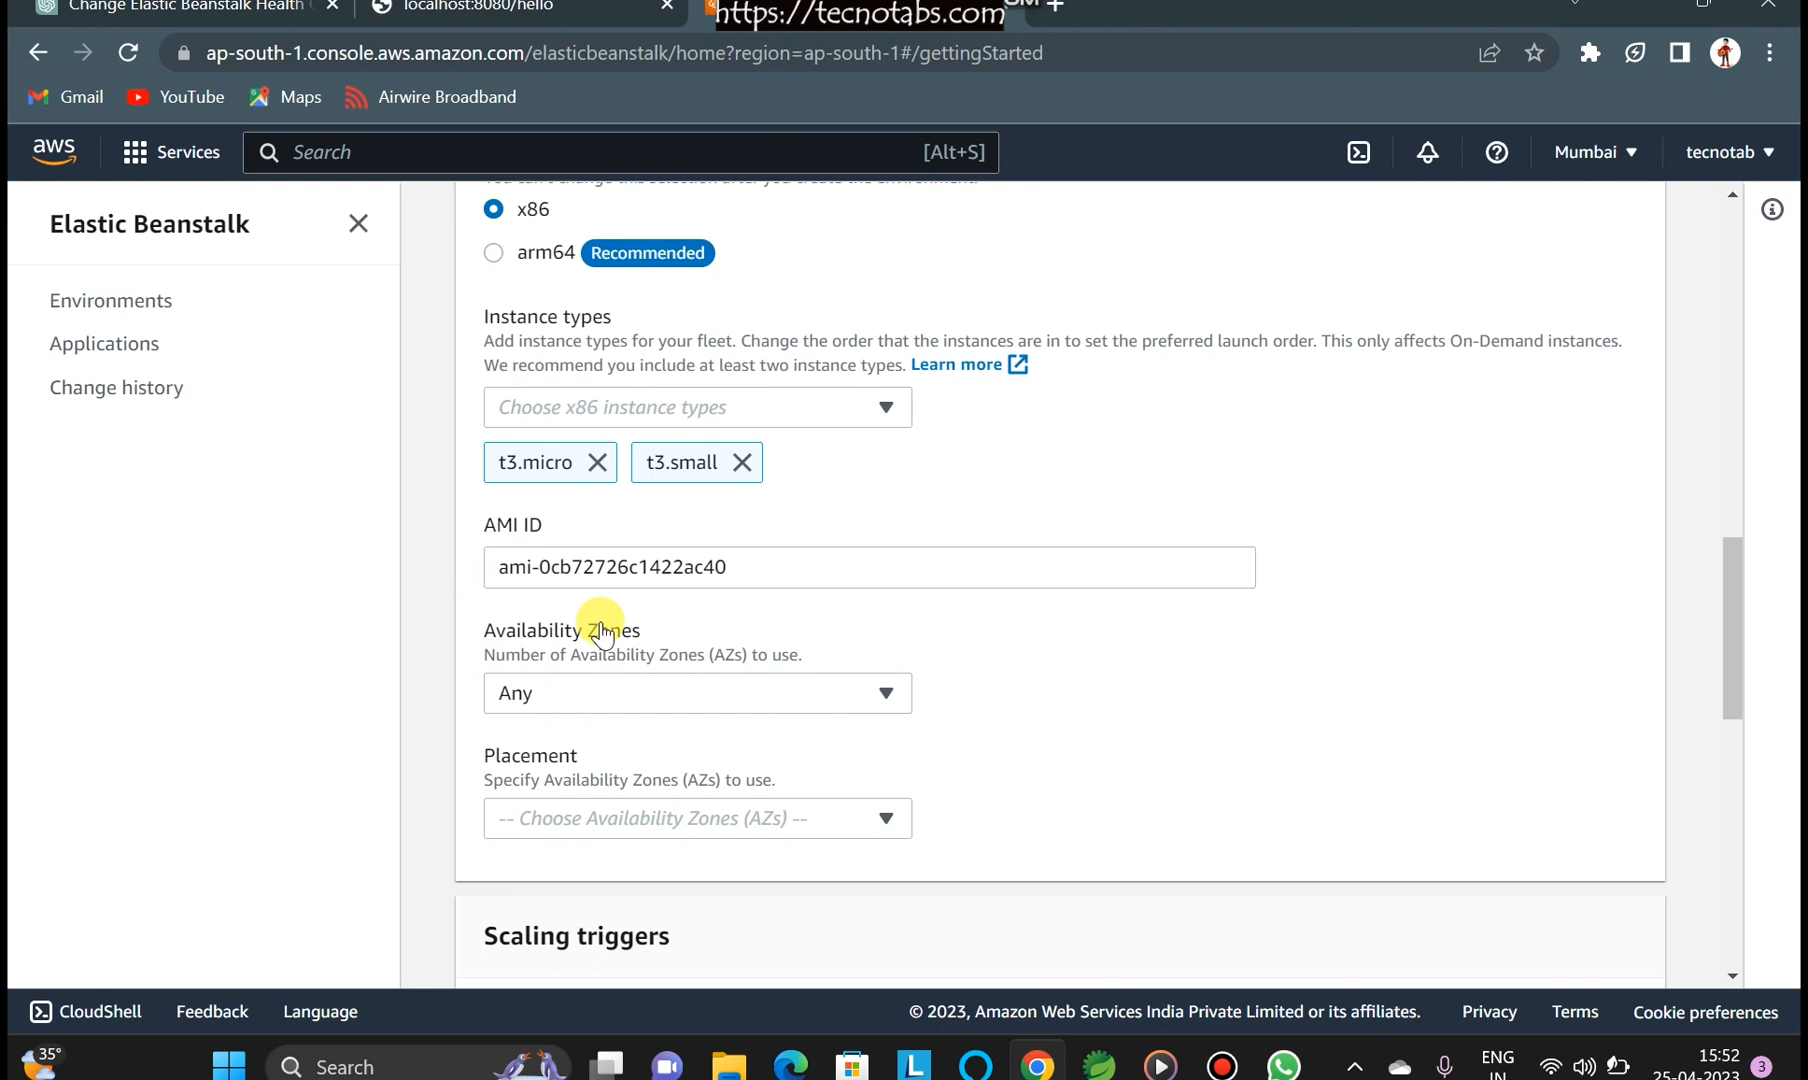 Change Elastic Beanstalk Health
localhost:8080/hello
https://tecnotabs.com
ap-south-1.console.aws.amazon.com/elasticbeanstalk/home?region=ap-south-1#/gettingStarted
Gmail
YouTube
Maps
Airwire Broadband
aws
Services
Search
[Alt+S]
Mumbai
tecnotab
Elastic Beanstalk
Environments
Applications
Change history
x86
arm64 Recommended
Instance types
Add instance types for your fleet. Change the order that the instances are in to set the preferred launch order. This only affects On-Demand instances.
We recommend you include at least two instance types. Learn more
Choose x86 instance types
t3.micro
t3.small
AMI ID
ami-0cb72726c1422ac40
Availability Zones
Number of Availability Zones (AZs) to use.
Any
Placement
Specify Availability Zones (AZs) to use.
-- Choose Availability Zones (AZs) --
Scaling triggers
CloudShell
Feedback
Language
© 2023, Amazon Web Services India Private Limited or its affiliates.
Privacy
Terms
Cookie preferences
35°
Search
L
ENG
IN
15:52
25-04-2023
3